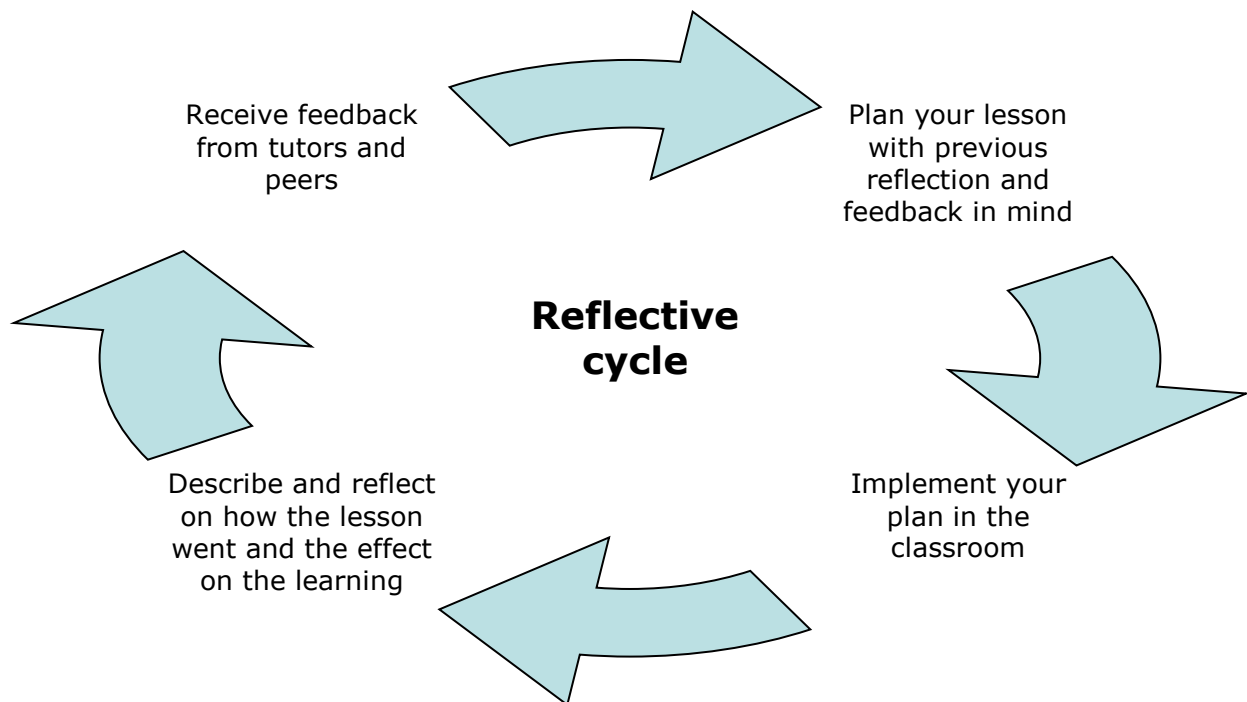 Receive feedback
from tutors and
peers
Plan your lesson
with previous
reflection and
feedback in mind
Reflective
cycle
Describe and reflect
on how the lesson
went and the effect
on the learning
Implement your
plan in the
classroom